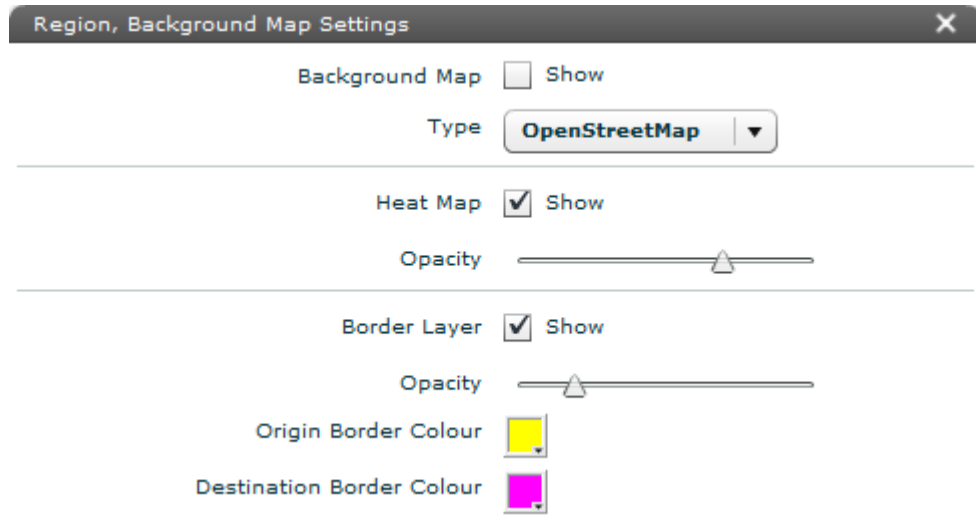 Region, Background Map Settings
Background Map Show
Type OpenStreetMap
Heat Map Show
Opacity
Border Layer Show
Opacity
Origin Border Colour
Destination Border Colour